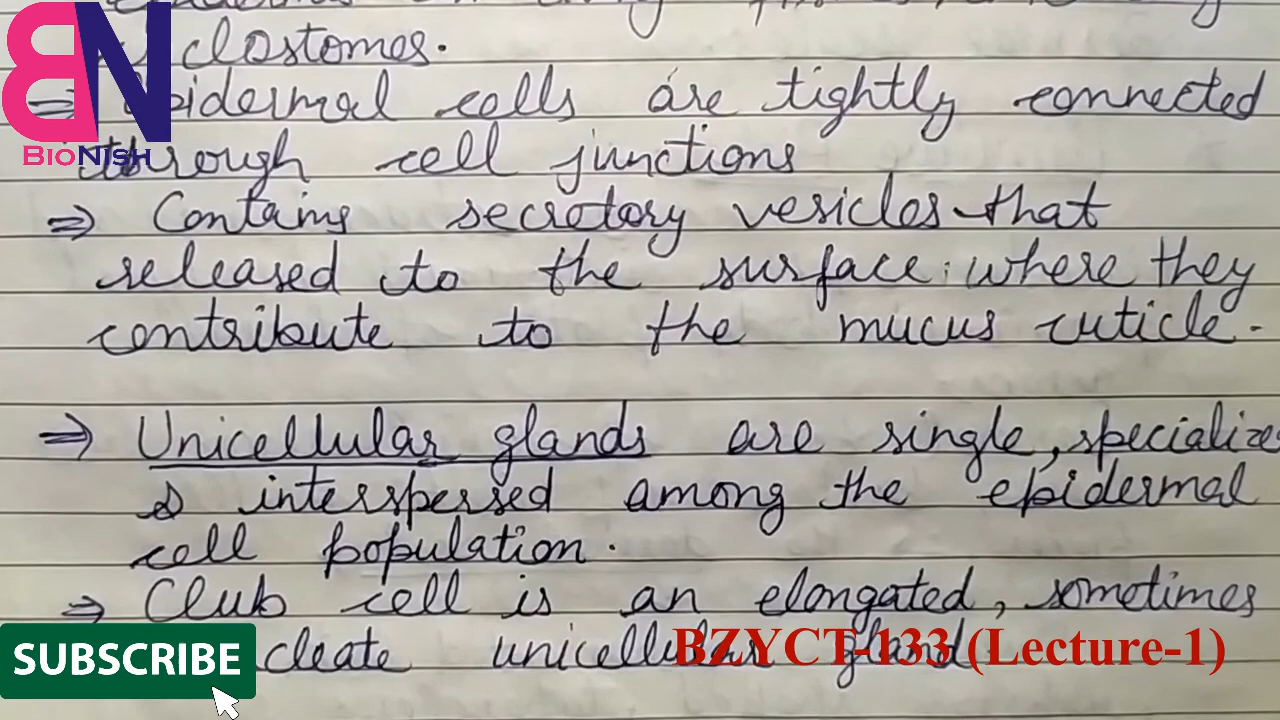 clostomes.
⇒ Epidermal cells are tightly connected
through cell junctions
BIONISH
⇒ Contains secretory vesicles that
released to the surface where they
contribute to the mucus cuticle.
⇒ Unicellular glands are single, specialize
& interspersed among the epidermal
cell population.
⇒ Club cell is an elongated, sometimes
cleate unicellular gland
SUBSCRIBE
BZYCT-133 (Lecture-1)